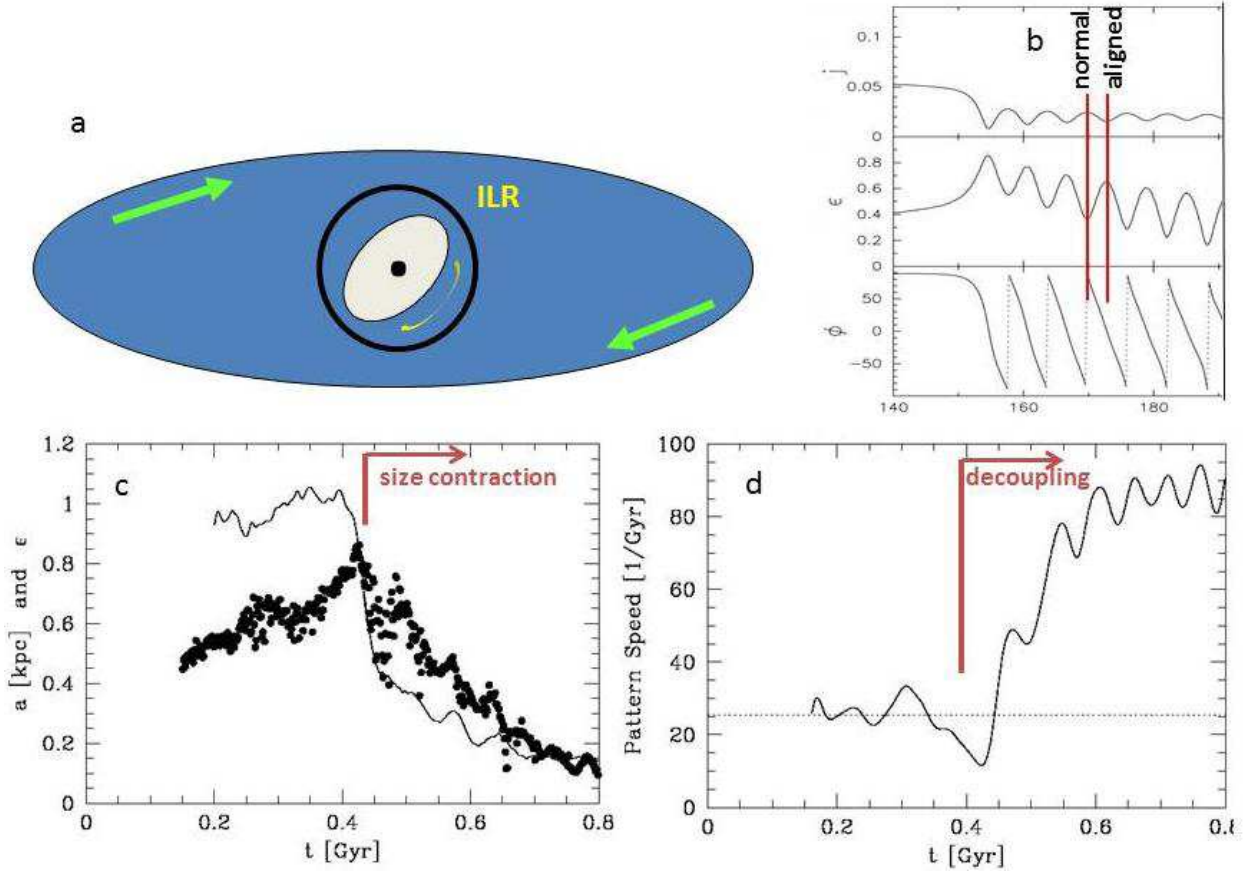 a
ILR
b
normal
aligned
0.1
0.05
0
j
0.8
0.6
0.4
0.2
0
ϵ
50
0
−50
ϕ
140
160
180
c
size contraction
1.2
1
0.8
0.6
0.4
0.2
0
a [kpc] and ϵ
0.2
0.4
0.6
0.8
t [Gyr]
d
decoupling
100
80
60
40
20
0
Pattern Speed [1/Gyr]
0
0.2
0.4
0.6
0.8
t [Gyr]